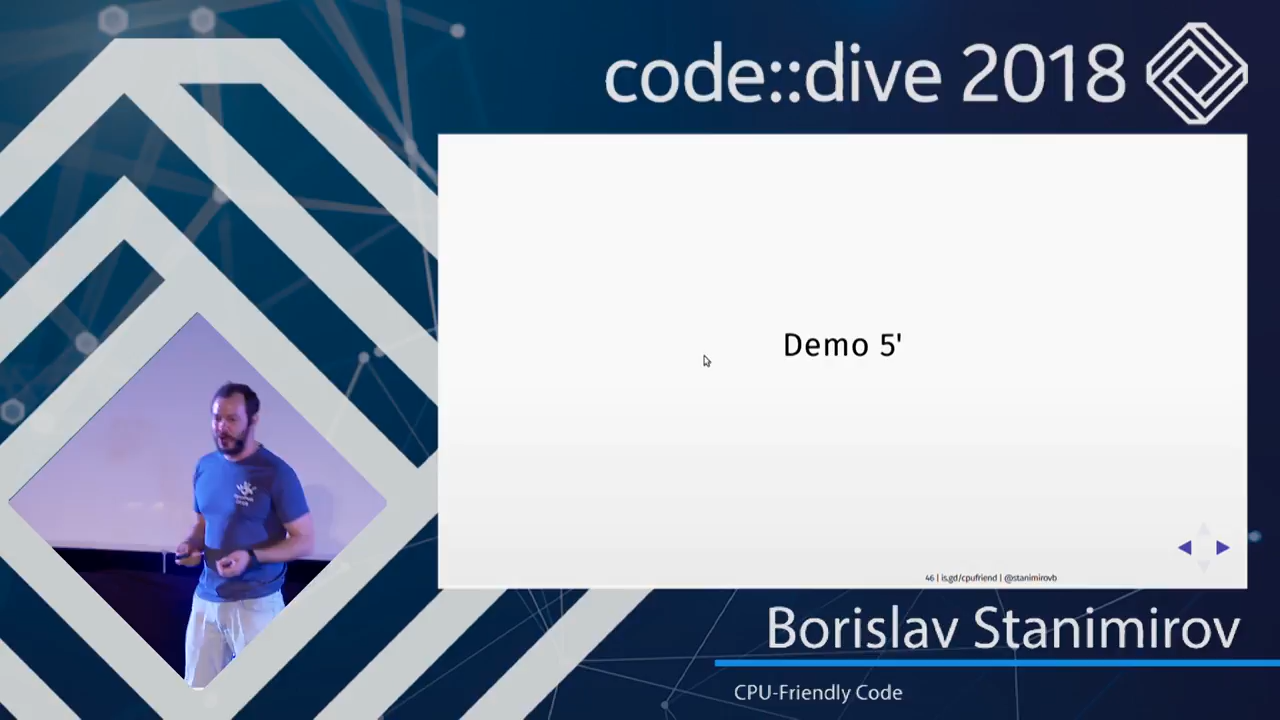 code::dive 2018
Demo 5'
46 | is.gd/cpufriend | @stanimirovb
Borislav Stanimirov
CPU-Friendly Code